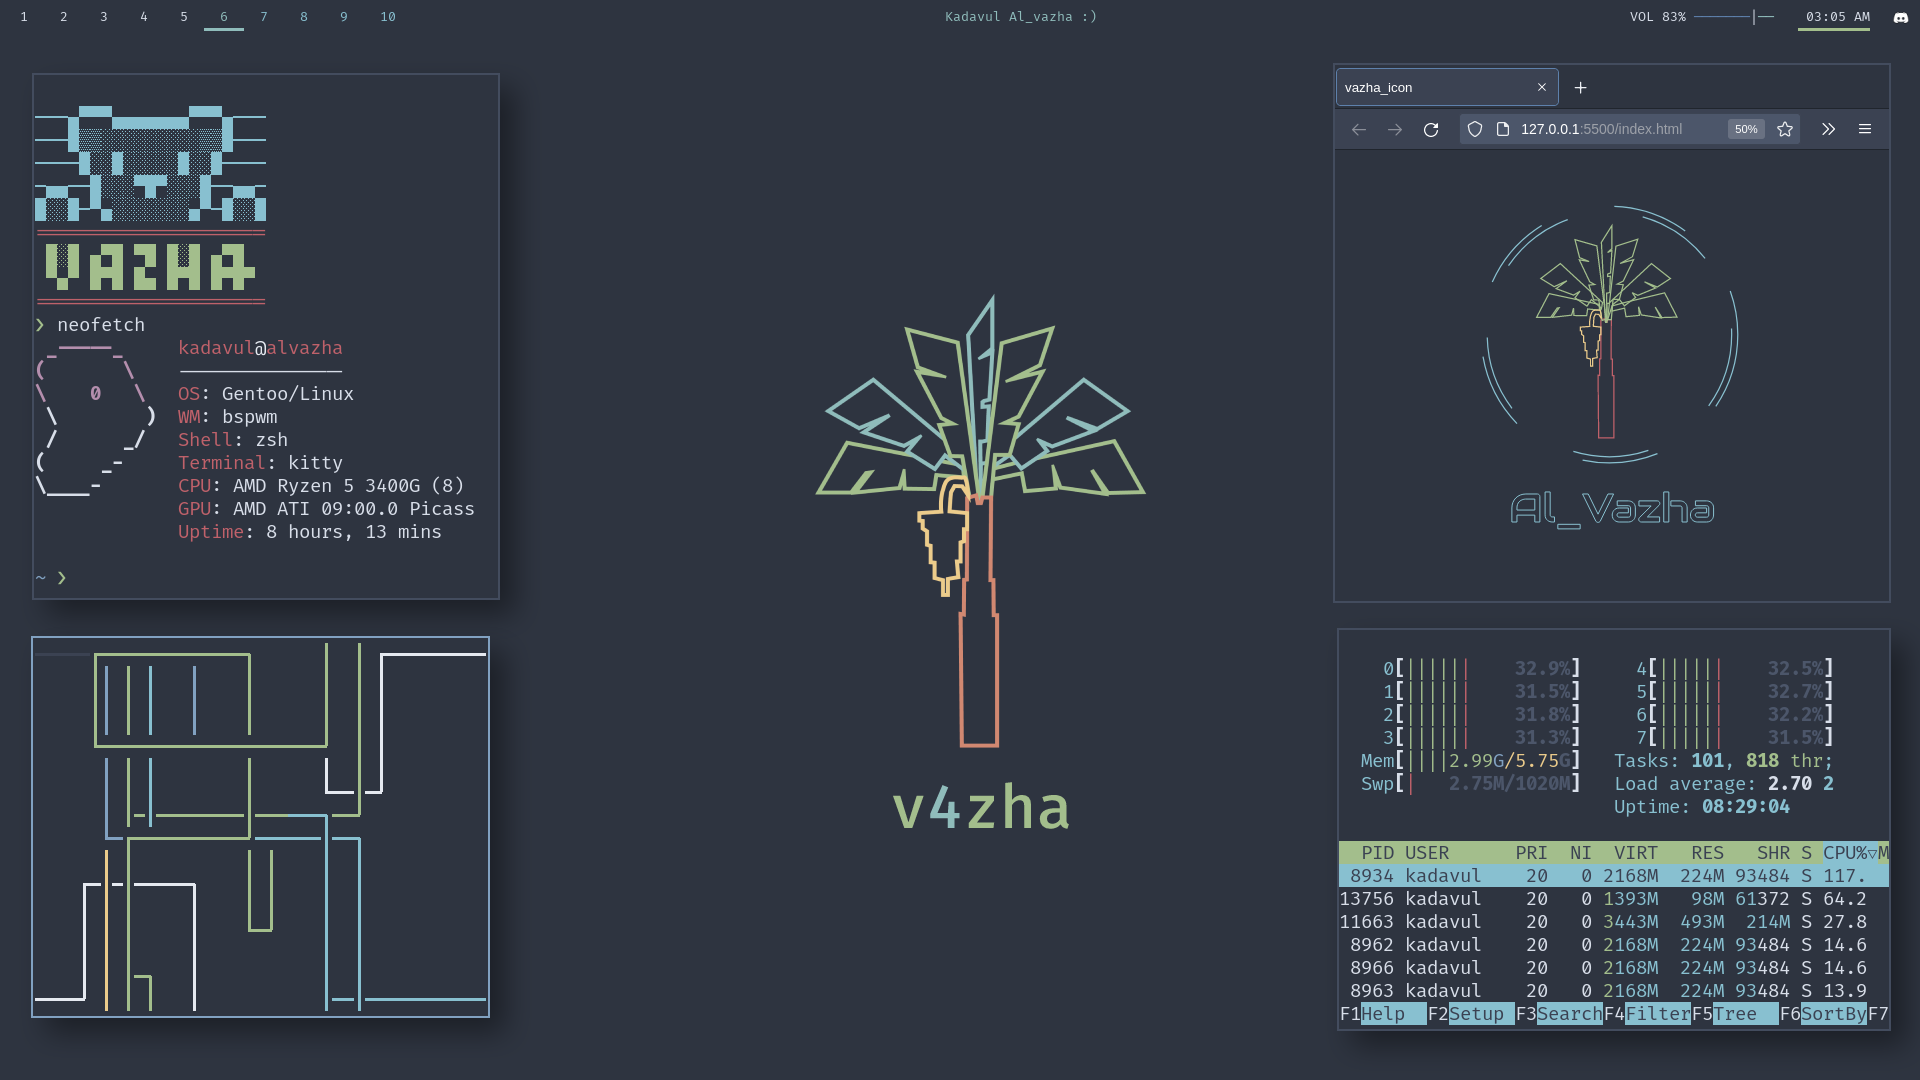 1 2 3 4 5 6 7 8 9 10
Kadavul Al_vazha :)
VOL 83%
03:05 AM
VAZHA
❯ neofetch
kadavul@alvazha
OS: Gentoo/Linux
WM: bspwm
Shell: zsh
Terminal: kitty
CPU: AMD Ryzen 5 3400G (8)
GPU: AMD ATI 09:00.0 Picass
Uptime: 8 hours, 13 mins
~ ❯
v4zha
vazha_icon
127.0.0.1:5500/index.html 50%
Al_Vazha
0[|||||| 32.9%] 4[|||||| 32.5%]
1[|||||| 31.5%] 5[|||||| 32.7%]
2[|||||| 31.8%] 6[|||||| 32.2%]
3[|||||| 31.3%] 7[|||||| 31.5%]
Mem[||||2.99G/5.75G] Tasks: 101, 818 thr;
Swp[| 2.75M/1020M] Load average: 2.70 2
Uptime: 08:29:04
PID USER PRI NI VIRT RES SHR S CPU%▽M
8934 kadavul 20 0 2168M 224M 93484 S 117.
13756 kadavul 20 0 1393M 98M 61372 S 64.2
11663 kadavul 20 0 3443M 493M 214M S 27.8
8962 kadavul 20 0 2168M 224M 93484 S 14.6
8966 kadavul 20 0 2168M 224M 93484 S 14.6
8963 kadavul 20 0 2168M 224M 93484 S 13.9
F1Help F2Setup F3SearchF4FilterF5Tree F6SortByF7